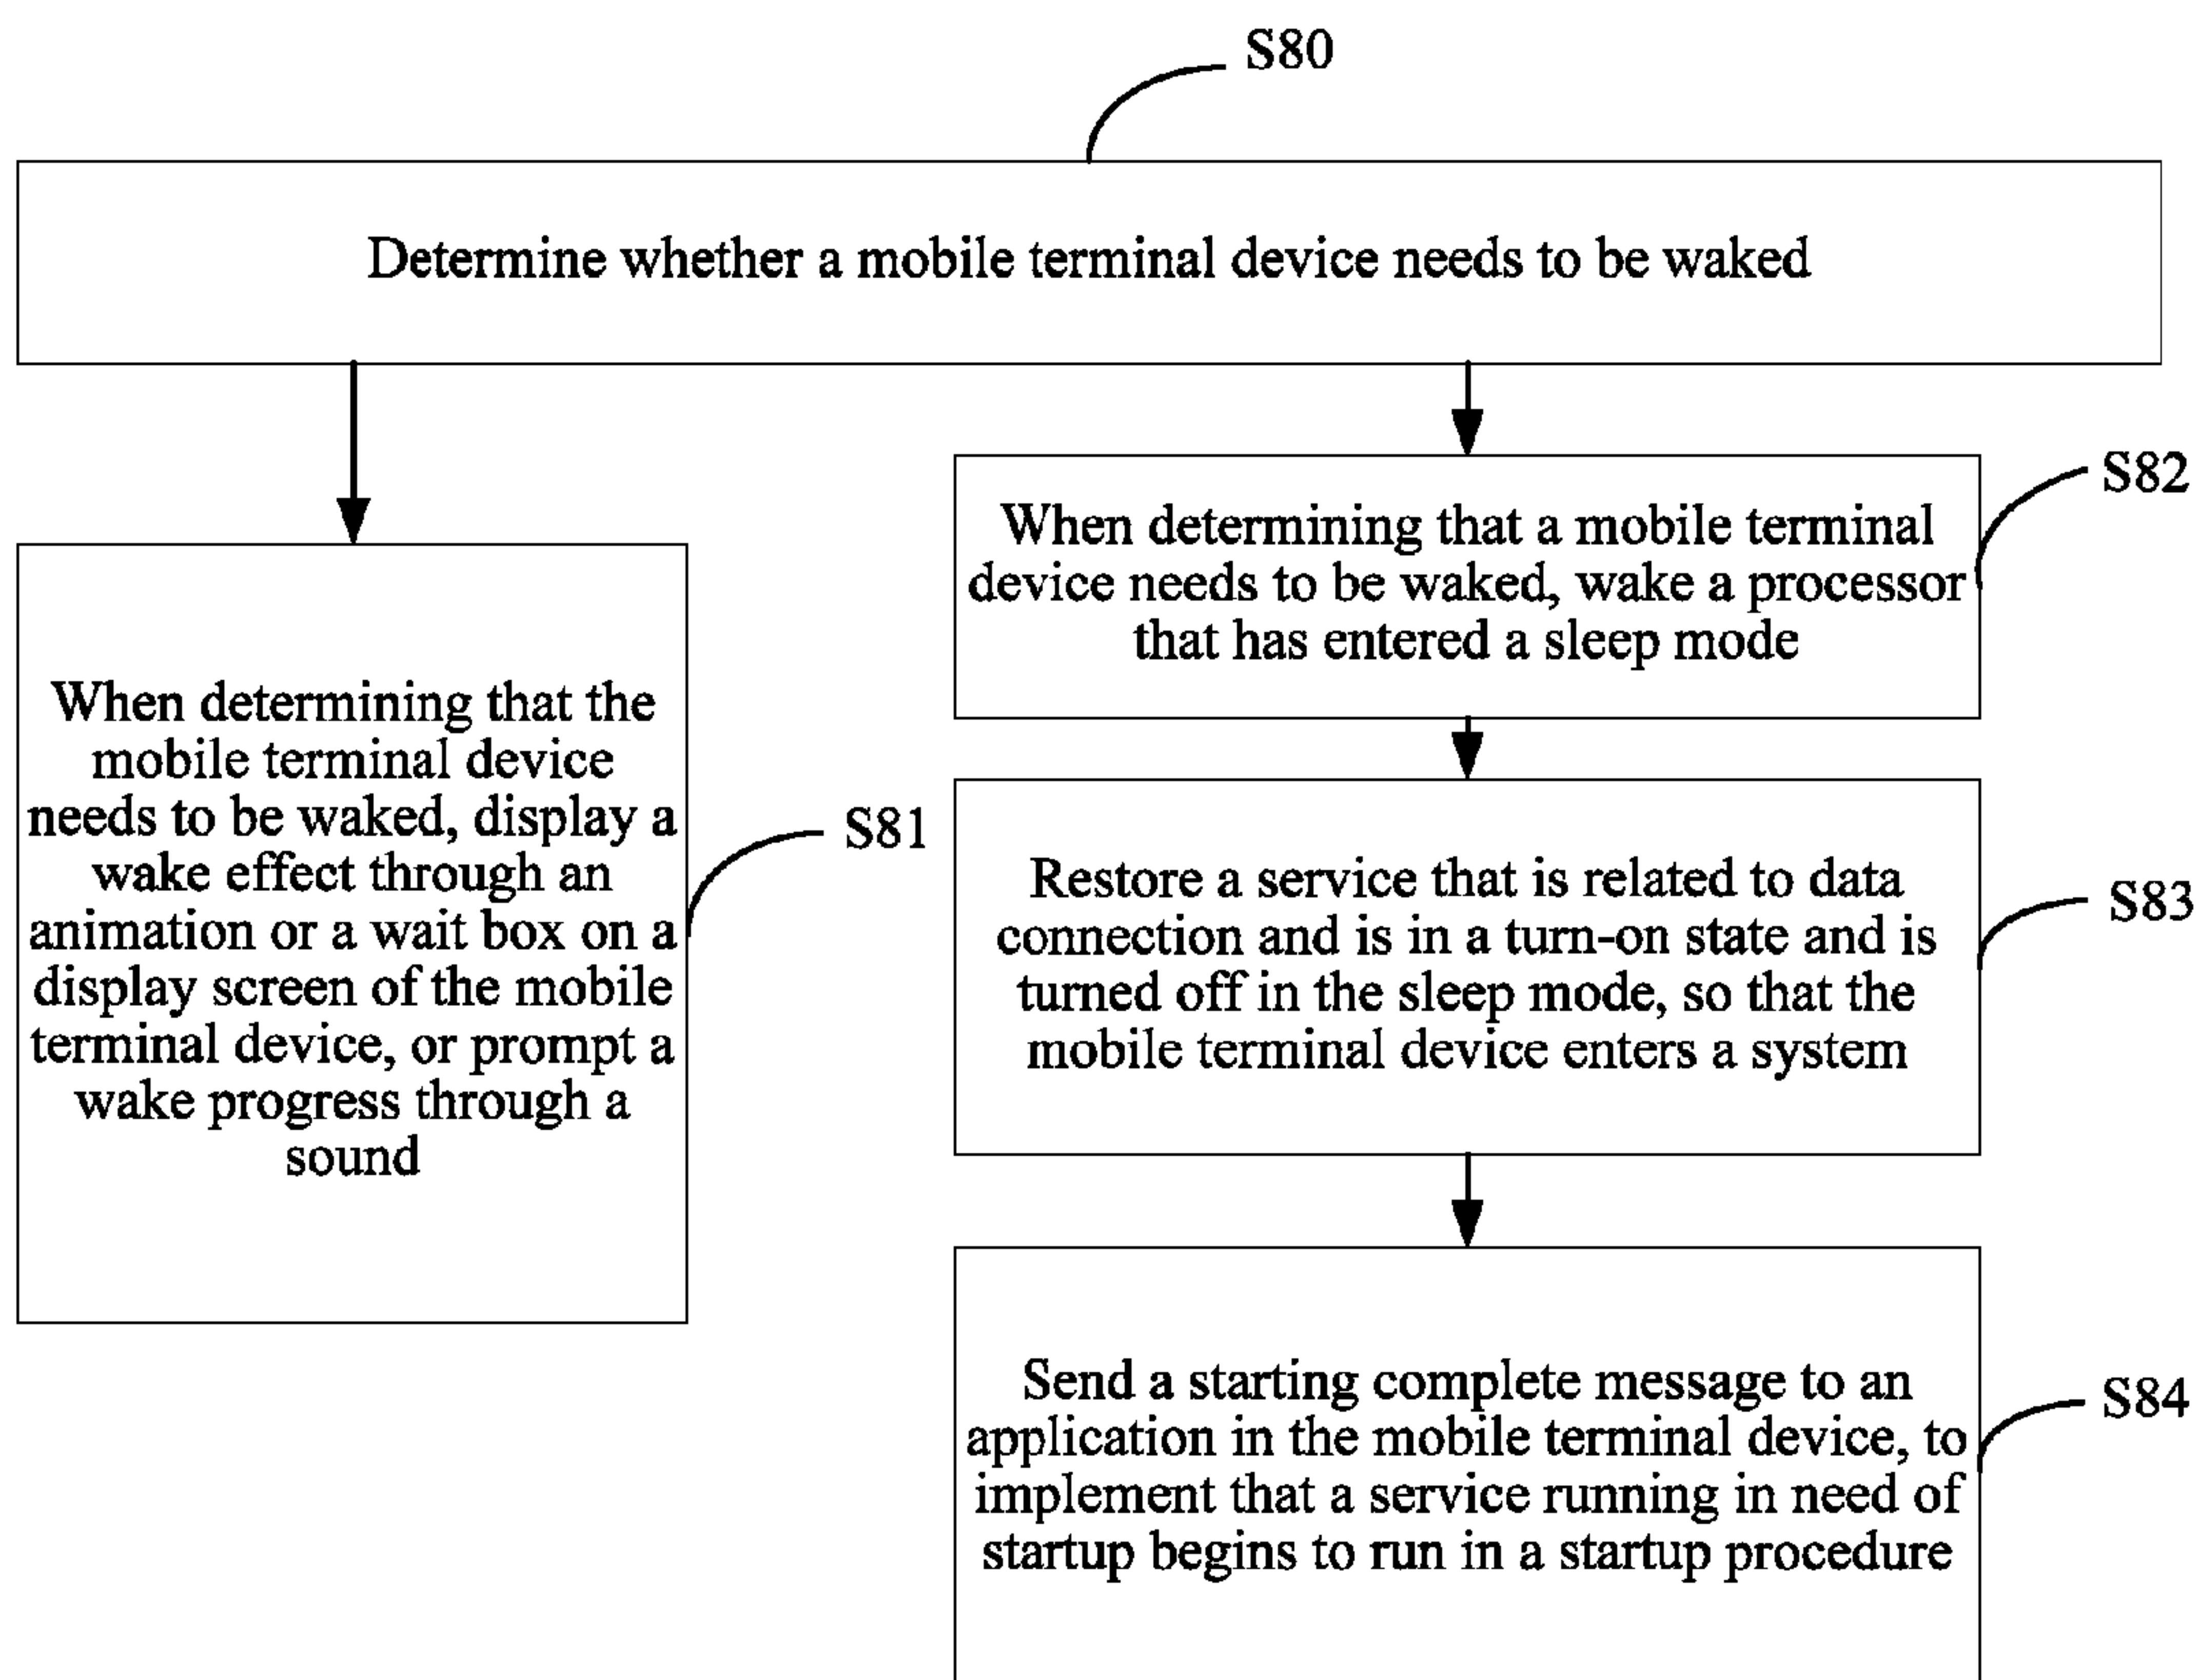 S80
Determine whether a mobile terminal device needs to be waked
When determining that the
mobile terminal device
needs to be waked, display a
wake effect through an
animation or a wait box on a
display screen of the mobile
terminal device, or prompt a
wake progress through a
sound
S81
When determining that a mobile terminal
device needs to be waked, wake a processor
that has entered a sleep mode
S82
Restore a service that is related to data
connection and is in a turn-on state and is
turned off in the sleep mode, so that the
mobile terminal device enters a system
S83
Send a starting complete message to an
application in the mobile terminal device, to
implement that a service running in need of
startup begins to run in a startup procedure
S84